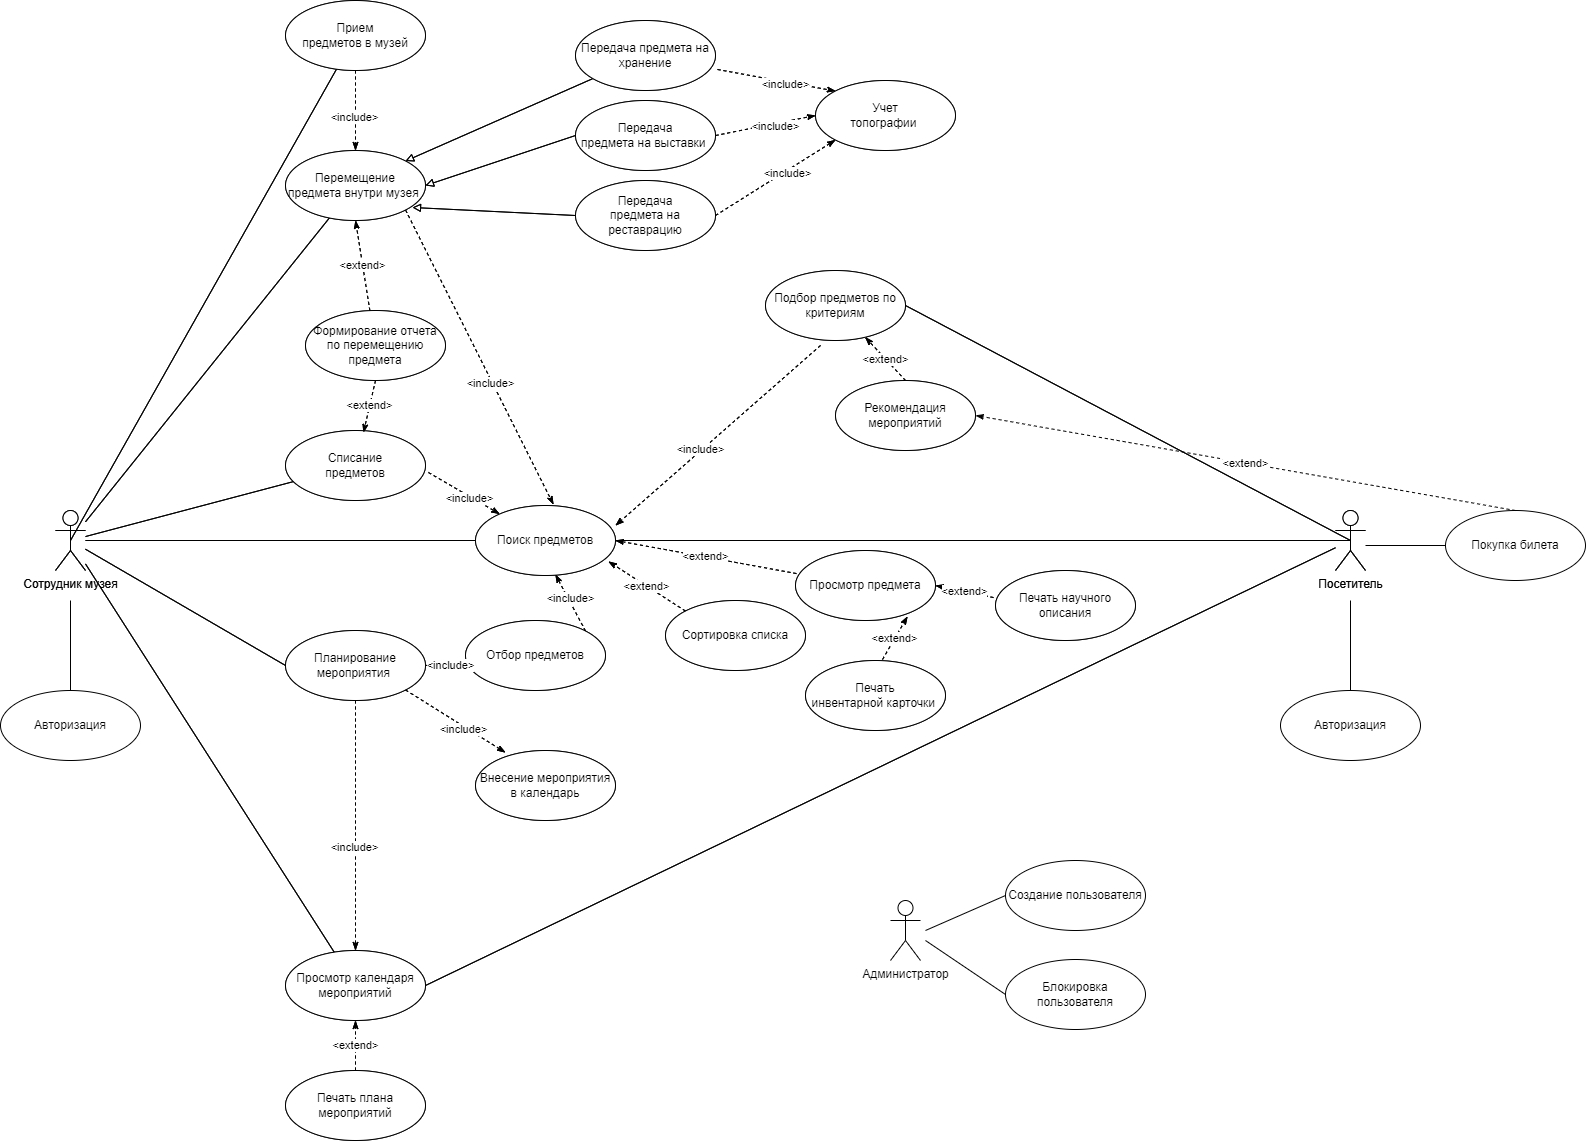 Прием
предметов в музей
Передача предмета на
хранение
<include>
Учет
топографии
<include>
Передача
предмета на выставки
<include>
Перемещение
предмета внутри музея
<include>
Передача
предмета на
реставрацию
<extend>
Подбор предметов по
критериям
Формирование отчета
по перемещению
предмета
<extend>
<include>
<extend>
Рекомендация
мероприятий
<include>
<extend>
Списание
предметов
<include>
Поиск предметов
<extend>
Покупка билета
Сотрудник музея
Посетитель
<include>
<extend>
Просмотр предмета
<extend>
Печать научного
описания
Сортировка списка
<extend>
Планирование
мероприятия
<include>
Отбор предметов
Печать
инвентарной карточки
Авторизация
Авторизация
<include>
Внесение мероприятия
в календарь
<include>
Создание пользователя
Администратор
Просмотр календаря
мероприятий
Блокировка
пользователя
<extend>
Печать плана
мероприятий